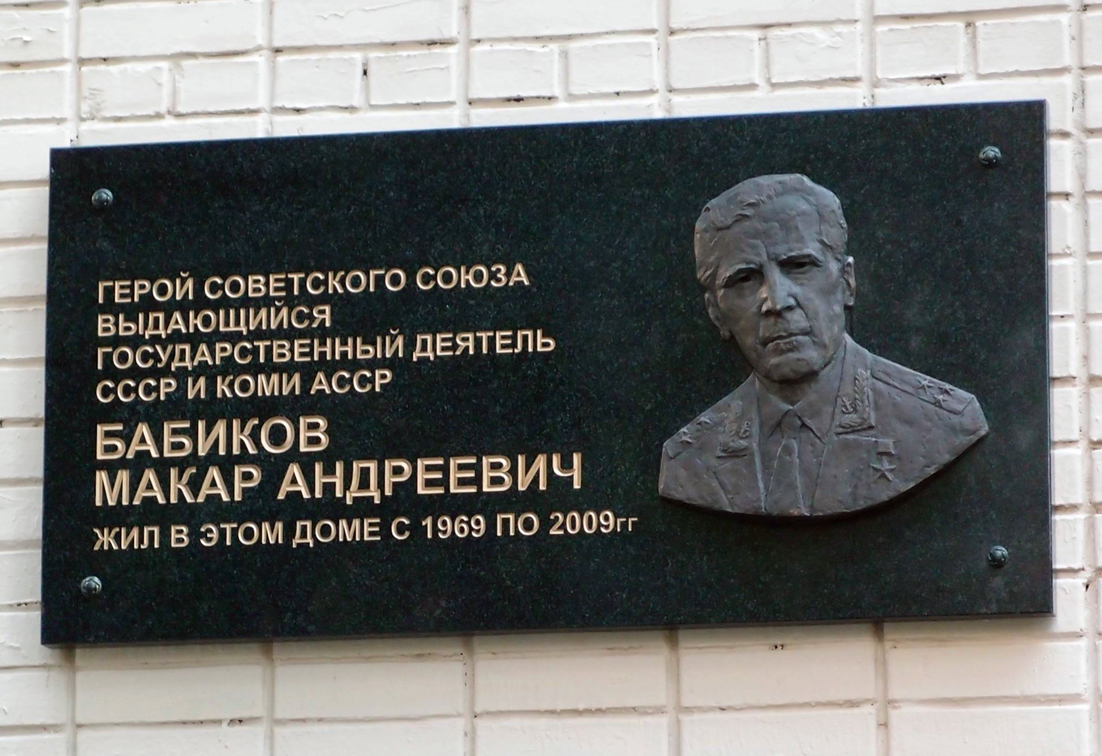 ГЕРОЙ СОВЕТСКОГО СОЮЗА
ВЫДАЮЩИЙСЯ
ГОСУДАРСТВЕННЫЙ ДЕЯТЕЛЬ
СССР И КОМИ АССР
БАБИКОВ
МАКАР АНДРЕЕВИЧ
ЖИЛ В ЭТОМ ДОМЕ С 1969 ПО 2009гг